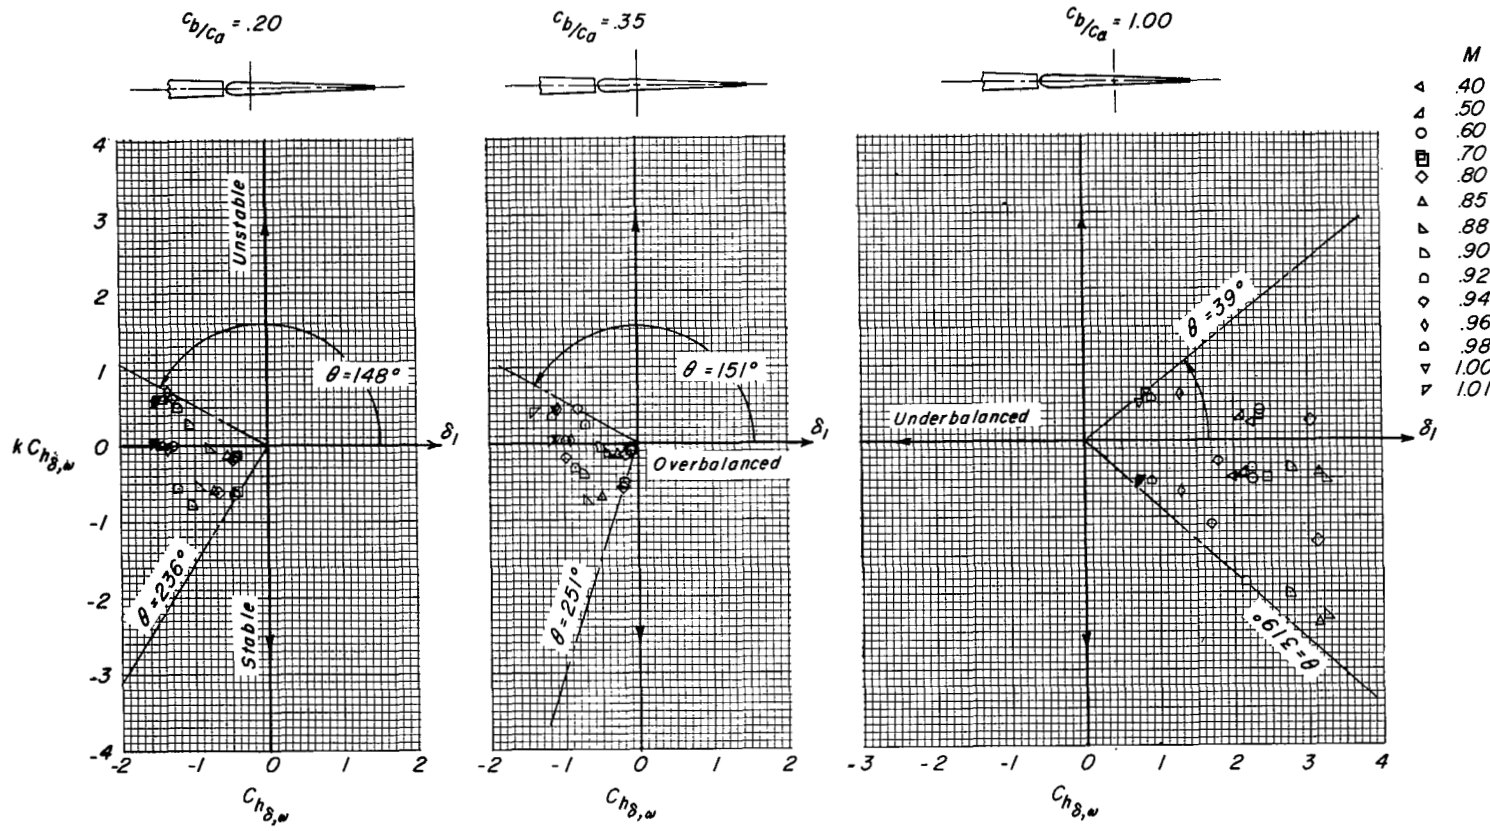 c_b/c_a = .20
c_b/c_a = .35
c_b/c_a = 1.00
M
.40
.50
.60
.70
.80
.85
.88
.90
.92
.94
.96
.98
1.00
1.01
4
3
2
1
0
-1
-2
-3
-4
k C_hδ̇,ω
Unstable
Stable
θ = 148°
θ = 236°
δ₁
-2 -1 0 1 2
C_hδ,ω
θ = 151°
θ = 251°
Overbalanced
δ₁
-2 -1 0 1 2
C_hδ,ω
θ = 39°
θ = 319°
Underbalanced
δ₁
-3 -2 -1 0 1 2 3 4
C_hδ,ω